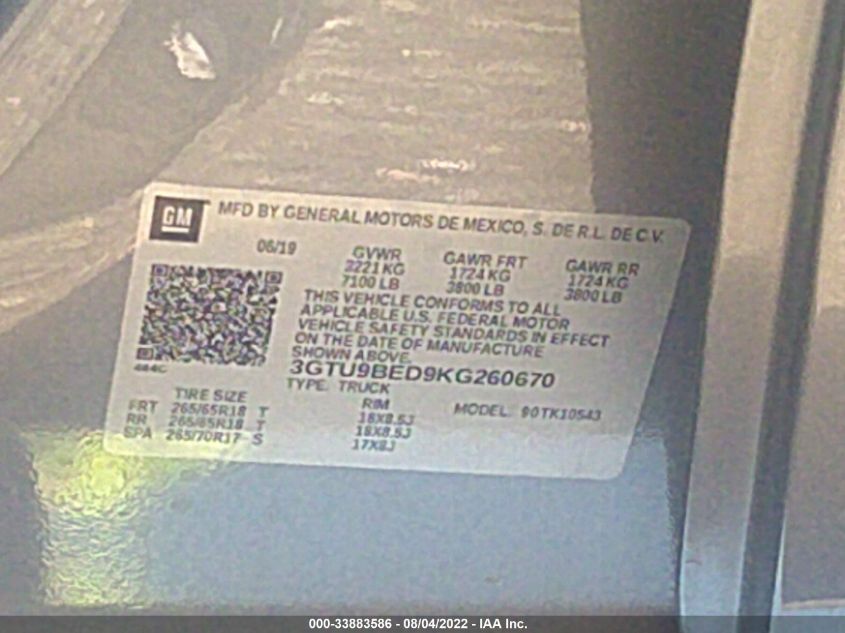 GM MFD BY GENERAL MOTORS DE MEXICO, S. DE R.L. DE C.V.
06/19 GVWR GAWR FRT GAWR RR
3221 KG 1724 KG 1724 KG
7100 LB 3800 LB 3800 LB
THIS VEHICLE CONFORMS TO ALL
APPLICABLE U.S. FEDERAL MOTOR
VEHICLE SAFETY STANDARDS IN EFFECT
ON THE DATE OF MANUFACTURE
SHOWN ABOVE.
3GTU9BED9KG260670
TYPE: TRUCK
TIRE SIZE RIM MODEL: 90TK10543
FRT 265/65R18 T 18X8.5J
RR 265/65R18 T 18X8.5J
SPA 265/70R17 S 17X8J
000-33883586 - 08/04/2022 - IAA Inc.